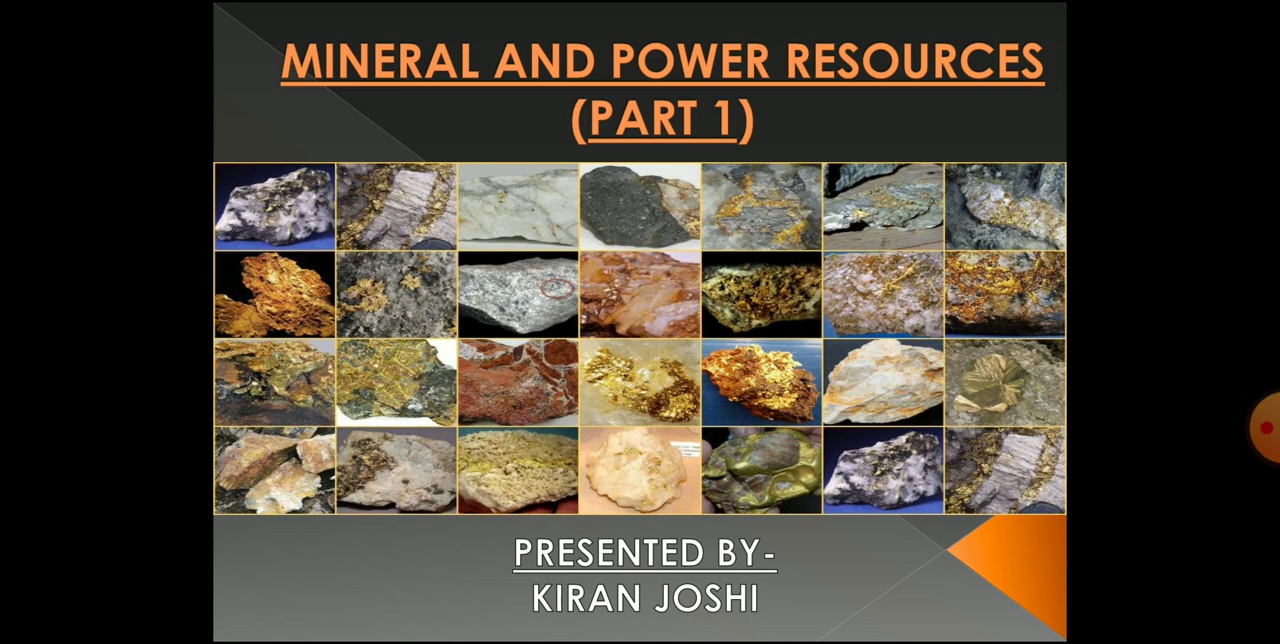 MINERAL AND POWER RESOURCES
(PART 1)
PRESENTED BY-
KIRAN JOSHI